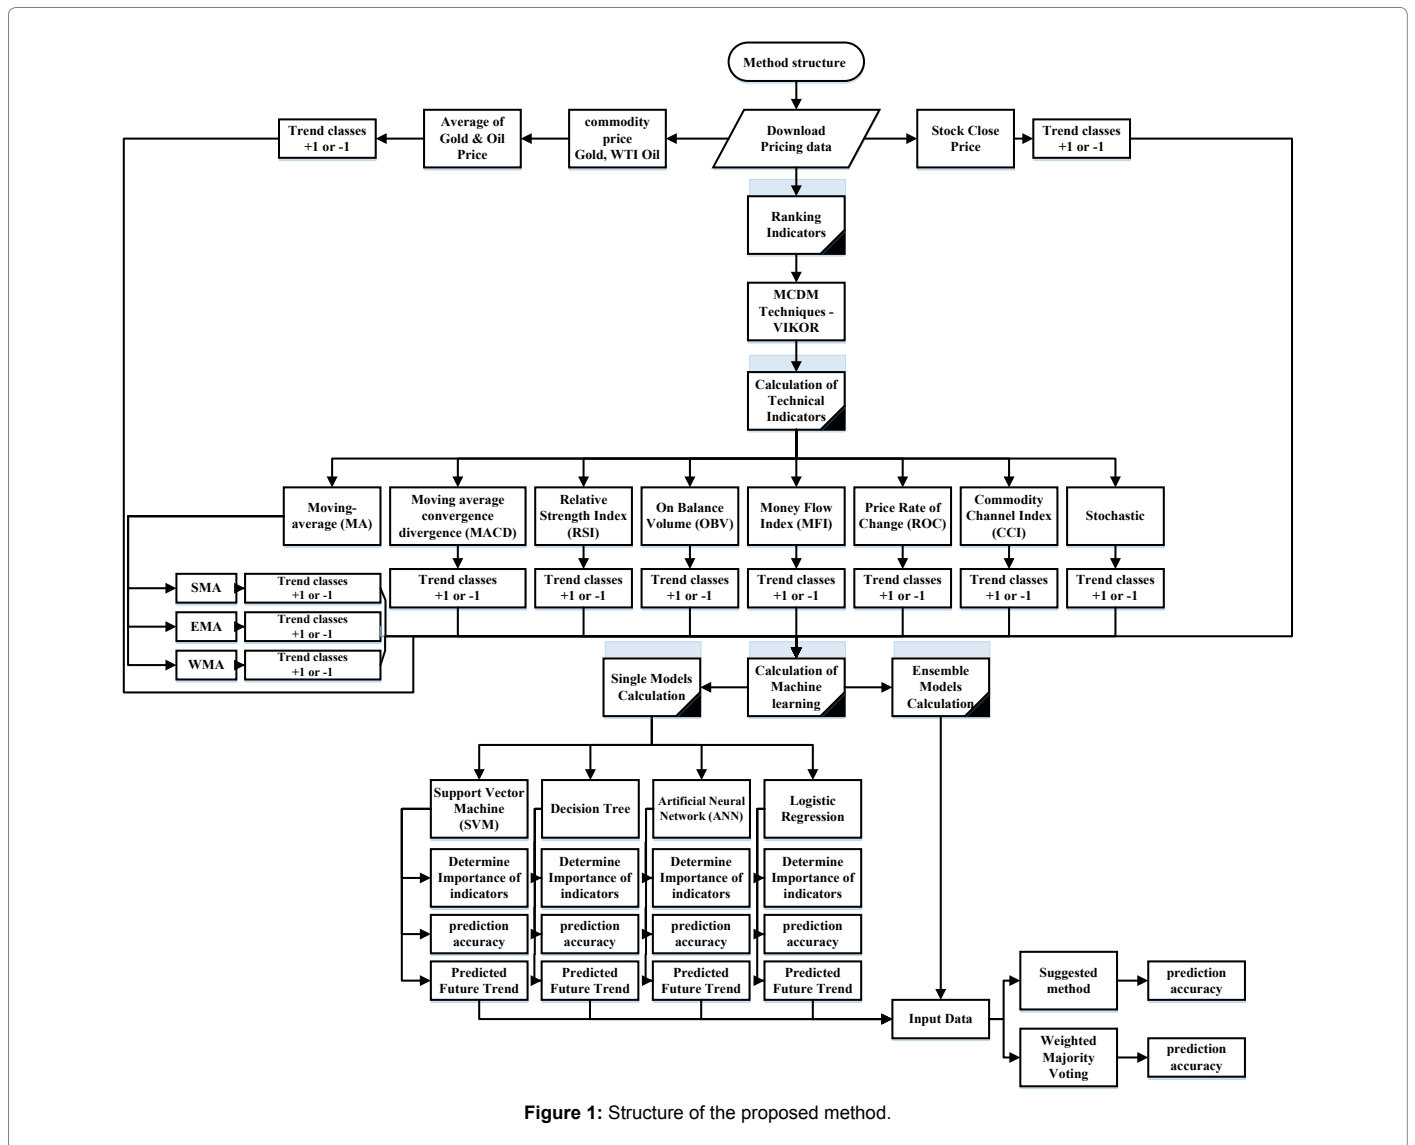 Method structure
Trend classes
+1 or -1
Average of
Gold & Oil
Price
commodity
price
Gold, WTI Oil
Download
Pricing data
Stock Close
Price
Trend classes
+1 or -1
Ranking
Indicators
MCDM
Techniques -
VIKOR
Calculation of
Technical
Indicators
Moving-
average (MA)
Moving average
convergence
divergence (MACD)
Relative
Strength Index
(RSI)
On Balance
Volume (OBV)
Money Flow
Index (MFI)
Price Rate of
Change (ROC)
Commodity
Channel Index
(CCI)
Stochastic
SMA
Trend classes
+1 or -1
EMA
Trend classes
+1 or -1
WMA
Trend classes
+1 or -1
Trend classes
+1 or -1
Trend classes
+1 or -1
Trend classes
+1 or -1
Trend classes
+1 or -1
Trend classes
+1 or -1
Trend classes
+1 or -1
Trend classes
+1 or -1
Single Models
Calculation
Calculation of
Machine
learning
Ensemble
Models
Calculation
Support Vector
Machine
(SVM)
Decision Tree
Artificial Neural
Network (ANN)
Logistic
Regression
Determine
Importance of
indicators
Determine
Importance of
indicators
Determine
Importance of
indicators
Determine
Importance of
indicators
prediction
accuracy
prediction
accuracy
prediction
accuracy
prediction
accuracy
Predicted
Future Trend
Predicted
Future Trend
Predicted
Future Trend
Predicted
Future Trend
Input Data
Suggested
method
prediction
accuracy
Weighted
Majority
Voting
prediction
accuracy
Figure 1: Structure of the proposed method.